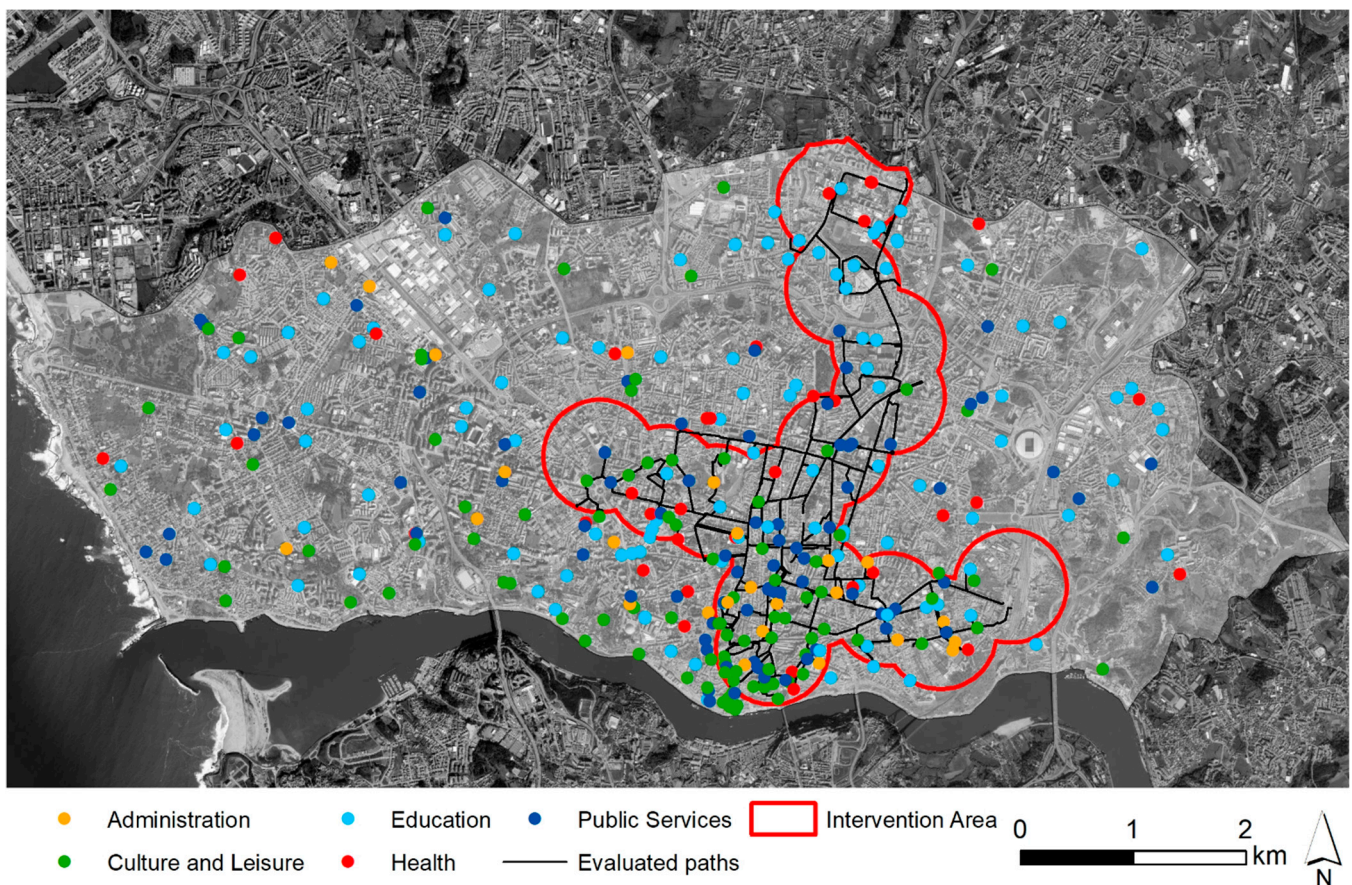 Administration Education Public Services Intervention Area 0 1 2
km
Culture and Leisure Health Evaluated paths
N